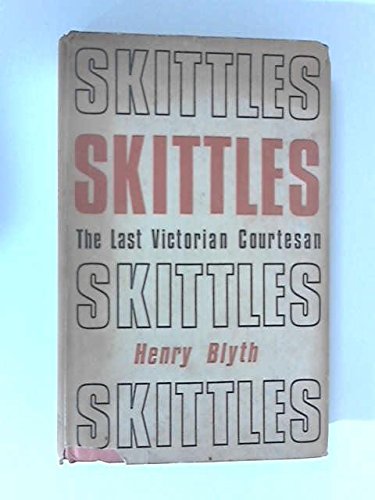 SKITTLES
SKITTLES
The Last Victorian Courtesan
SKITTLES
Henry Blyth
SKITTLES